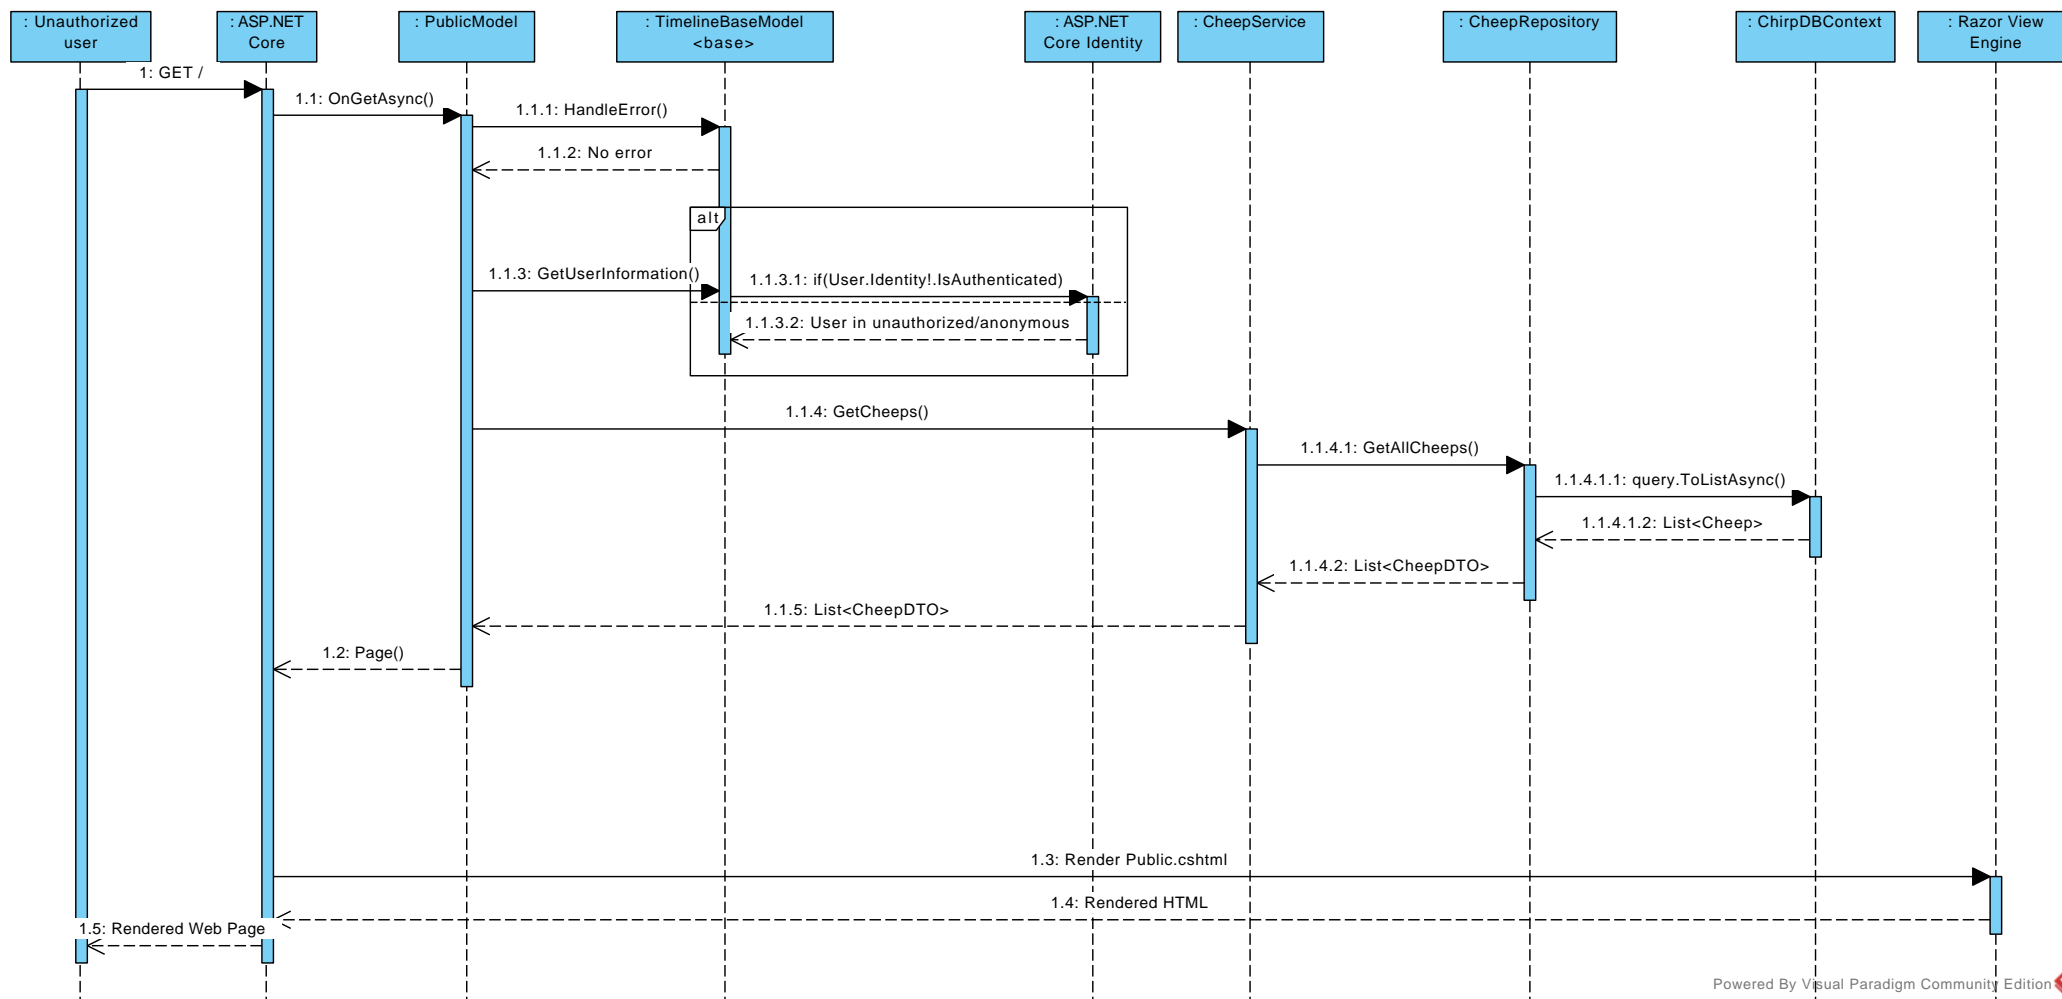 : Unauthorized
user
: ASP.NET
Core
: PublicModel
: TimelineBaseModel
<base>
: ASP.NET
Core Identity
: CheepService
: CheepRepository
: ChirpDBContext
: Razor View
Engine
1: GET /
1.1: OnGetAsync()
1.1.1: HandleError()
1.1.2: No error
alt
1.1.3: GetUserInformation()
1.1.3.1: if(User.Identity!.IsAuthenticated)
1.1.3.2: User in unauthorized/anonymous
1.1.4: GetCheeps()
1.1.4.1: GetAllCheeps()
1.1.4.1.1: query.ToListAsync()
1.1.4.1.2: List<Cheep>
1.1.4.2: List<CheepDTO>
1.1.5: List<CheepDTO>
1.2: Page()
1.3: Render Public.cshtml
1.4: Rendered HTML
1.5: Rendered Web Page
Powered By Visual Paradigm Community Edition